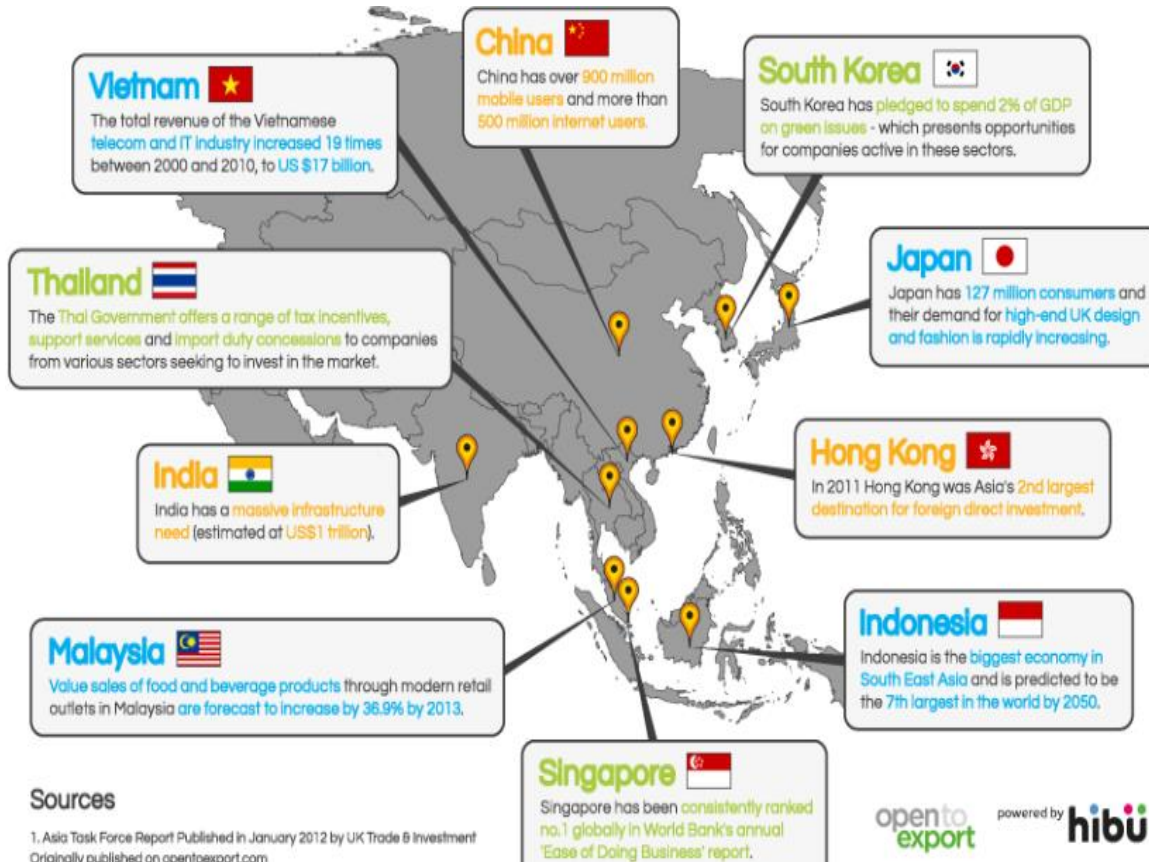 Vietnam
The total revenue of the Vietnamese
telecom and IT industry increased 19 times
between 2000 and 2010, to US $17 billion.
China
China has over 900 million
mobile users and more than
500 million internet users.
South Korea
South Korea has pledged to spend 2% of GDP
on green issues - which presents opportunities
for companies active in these sectors.
Thailand
The Thai Government offers a range of tax incentives,
support services and import duty concessions to companies
from various sectors seeking to invest in the market.
Japan
Japan has 127 million consumers and
their demand for high-end UK design
and fashion is rapidly increasing.
India
India has a massive infrastructure
need (estimated at US$1 trillion).
Hong Kong
In 2011 Hong Kong was Asia's 2nd largest
destination for foreign direct investment.
Malaysia
Value sales of food and beverage products through modern retail
outlets in Malaysia are forecast to increase by 36.9% by 2013.
Indonesia
Indonesia is the biggest economy in
South East Asia and is predicted to be
the 7th largest in the world by 2050.
Singapore
Singapore has been consistently ranked
no.1 globally in World Bank's annual
'Ease of Doing Business' report.
Sources
1. Asia Task Force Report Published in January 2012 by UK Trade & Investment
Originally published on opentoexport.com
open to
export
powered by hibü